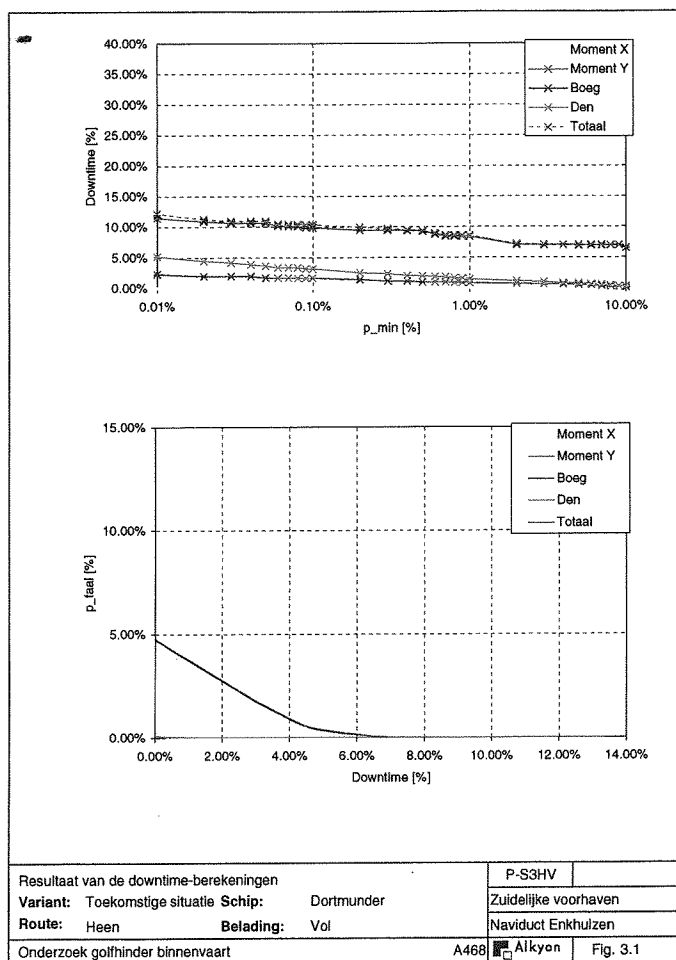 40.00%
35.00%
30.00%
25.00%
20.00%
15.00%
10.00%
5.00%
0.00%
Downtime [%]
Moment X
Moment Y
Boeg
Den
Totaal
0.01% 0.10% 1.00% 10.00%
p_min [%]
15.00%
10.00%
5.00%
0.00%
p_faal [%]
Moment X
Moment Y
Boeg
Den
Totaal
0.00% 2.00% 4.00% 6.00% 8.00% 10.00% 12.00% 14.00%
Downtime [%]
Resultaat van de downtime-berekeningen P-S3HV
Variant: Toekomstige situatie Schip: Dortmunder Zuidelijke voorhaven
Route: Heen Belading: Vol Naviduct Enkhuizen
Onderzoek golfhinder binnenvaart A468 Alkyon Fig. 3.1